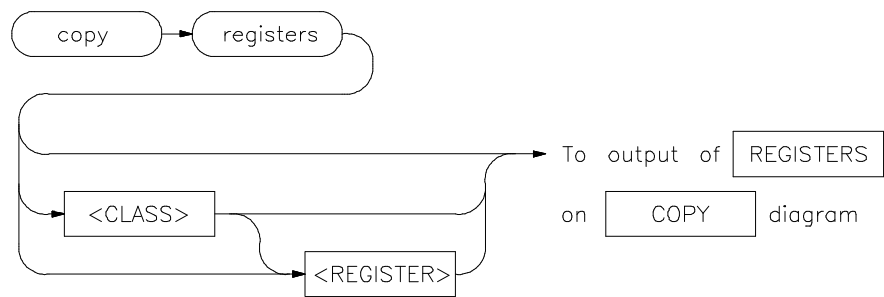 copy registers
To output of REGISTERS
<CLASS> on COPY diagram
<REGISTER>